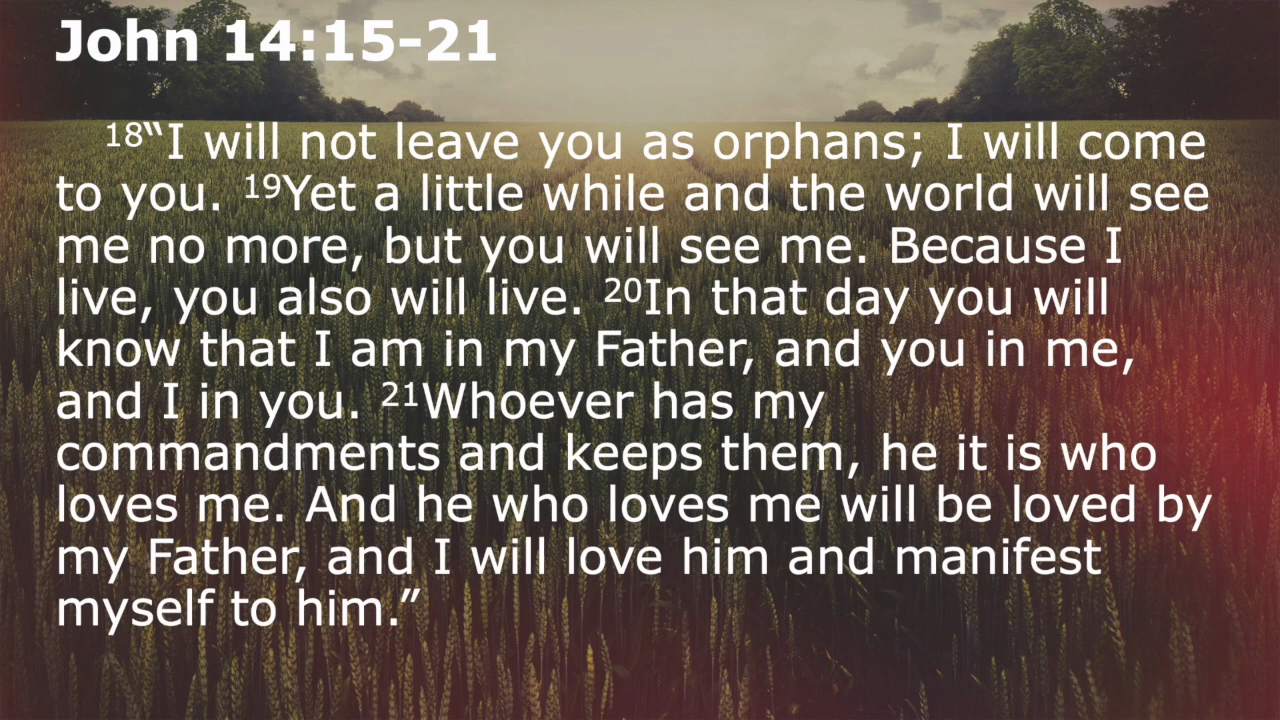 John 14:15-21
18“I will not leave you as orphans; I will come
to you. 19Yet a little while and the world will see
me no more, but you will see me. Because I
live, you also will live. 20In that day you will
know that I am in my Father, and you in me,
and I in you. 21Whoever has my
commandments and keeps them, he it is who
loves me. And he who loves me will be loved by
my Father, and I will love him and manifest
myself to him.”